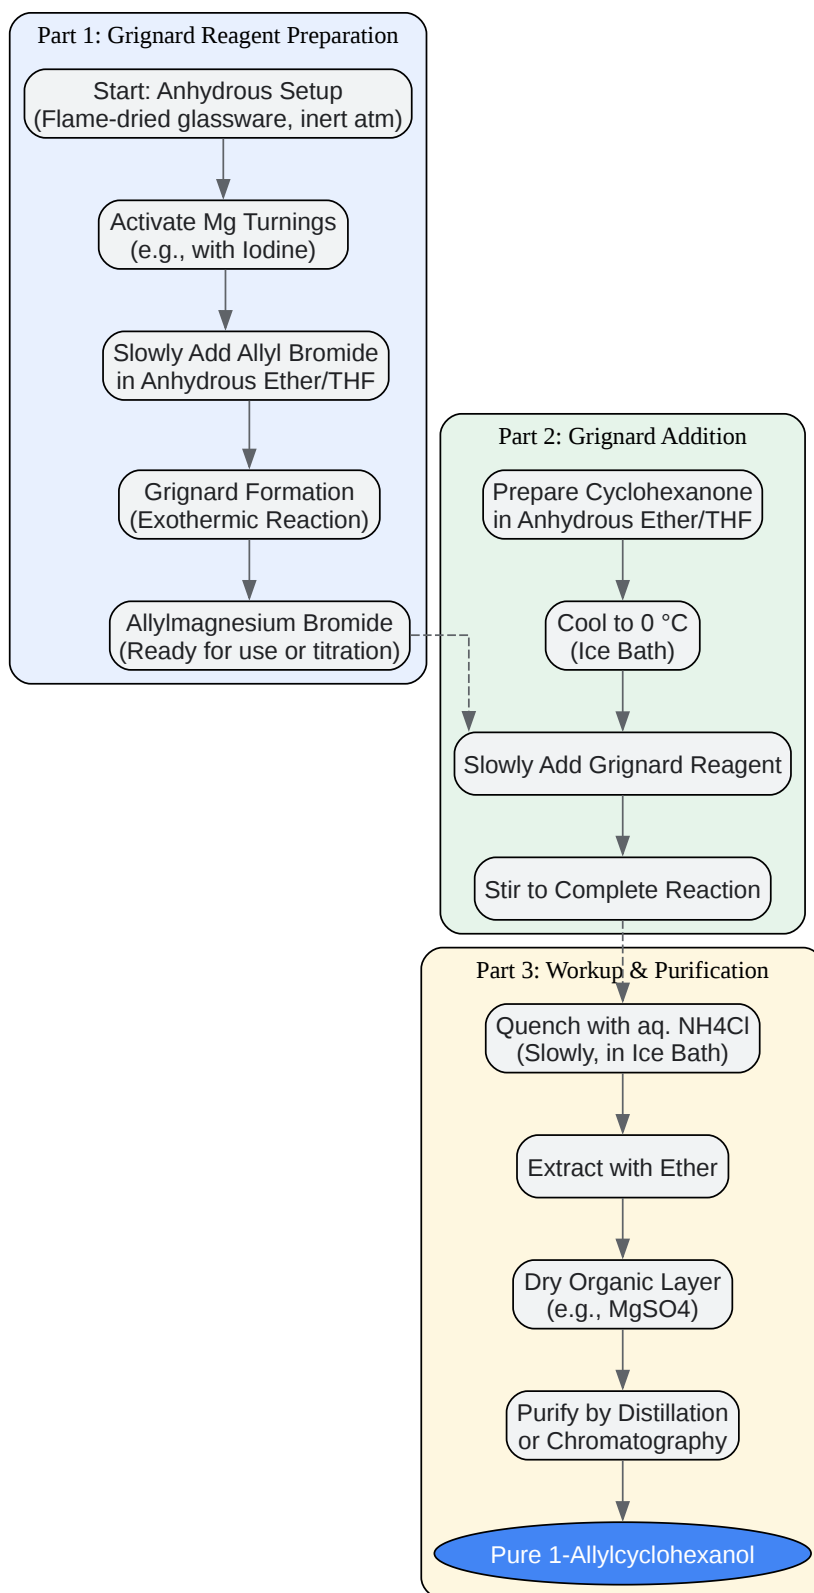 Part 1: Grignard Reagent Preparation
Start: Anhydrous Setup
(Flame-dried glassware, inert atm)
Activate Mg Turnings
(e.g., with Iodine)
Slowly Add Allyl Bromide
in Anhydrous Ether/THF
Grignard Formation
(Exothermic Reaction)
Allylmagnesium Bromide
(Ready for use or titration)
Part 2: Grignard Addition
Prepare Cyclohexanone
in Anhydrous Ether/THF
Cool to 0 °C
(Ice Bath)
Slowly Add Grignard Reagent
Stir to Complete Reaction
Part 3: Workup & Purification
Quench with aq. NH4Cl
(Slowly, in Ice Bath)
Extract with Ether
Dry Organic Layer
(e.g., MgSO4)
Purify by Distillation
or Chromatography
Pure 1-Allylcyclohexanol